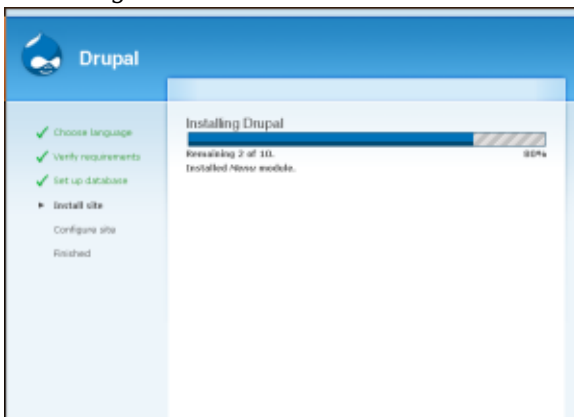 Drupal
Choose language
Verify requirements
Set up database
Install site
Configure site
Finished
Installing Drupal
Remaining 2 of 10.
80%
Installed Menu module.